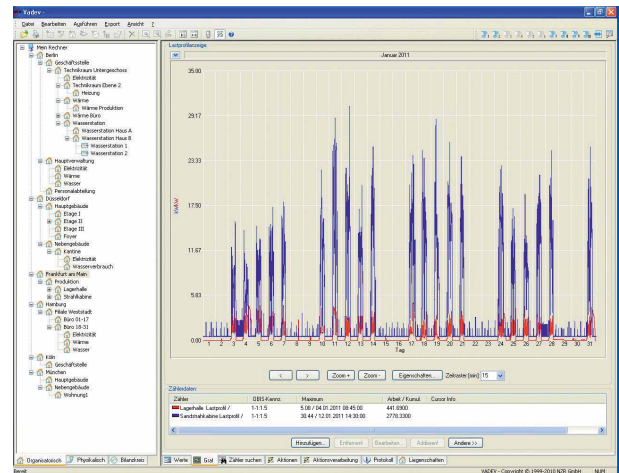 Vadev -
Datei Bearbeiten Ausführen Export Ansicht ?
Mein Rechner
Berlin
Geschäftsstelle
Technikraum Untergeschoss
Elektrizität
Technikraum Ebene 2
Heizung
Wärme
Wärme Produktion
Wärme Büro
Wasserstation
Wasserstation Haus A
Wasserstation Haus B
Wasserstation 1
Wasserstation 2
Hauptverwaltung
Elektrizität
Wärme
Wasser
Personalabteilung
Düsseldorf
Hauptgebäude
Etage I
Etage II
Etage III
Foyer
Nebengebäude
Kantine
Elektrizität
Wasserverbrauch
Frankfurt am Main
Produktion
Lagerhalle
Strahlkabine
Hamburg
Filiale Weststadt
Büro 01-17
Büro 18-31
Elektrizität
Wärme
Wasser
Köln
Geschäftsstelle
München
Hauptgebäude
Nebengebäude
Wohnung1
Organisatorisch Physikalisch Bilanzkreis
Lastprofilanzeige
Januar 2011
35.00
29.17
23.33
17.50
11.67
5.83
0.00
1 2 3 4 5 6 7 8 9 10 11 12 13 14 15 16 17 18 19 20 21 22 23 24 25 26 27 28 29 30 31
Tag
< > Zoom + Zoom - Eigenschaften... Zeitraster [min]: 15
Zählerdaten:
Zähler OBIS-Kennz. Maximum Arbeit / Kumul. Cursor Info
Lagerhalle Lastprofil / 1-1:1.5 5.08 / 04.01.2011 08:45:00 441.6900
Sandstrahlkabine Lastprofil / 1-1:1.5 30.44 / 12.01.2011 14:30:00 2778.3300
Hinzufügen... Entfernen! Bearbeiten... Addieren! Andere >>
Werte Graf Zähler suchen Aktionen Aktionsverarbeitung Protokoll Liegenschaften
Bereit VADEV - Copyright © 1999-2010 NZR GmbH NUM